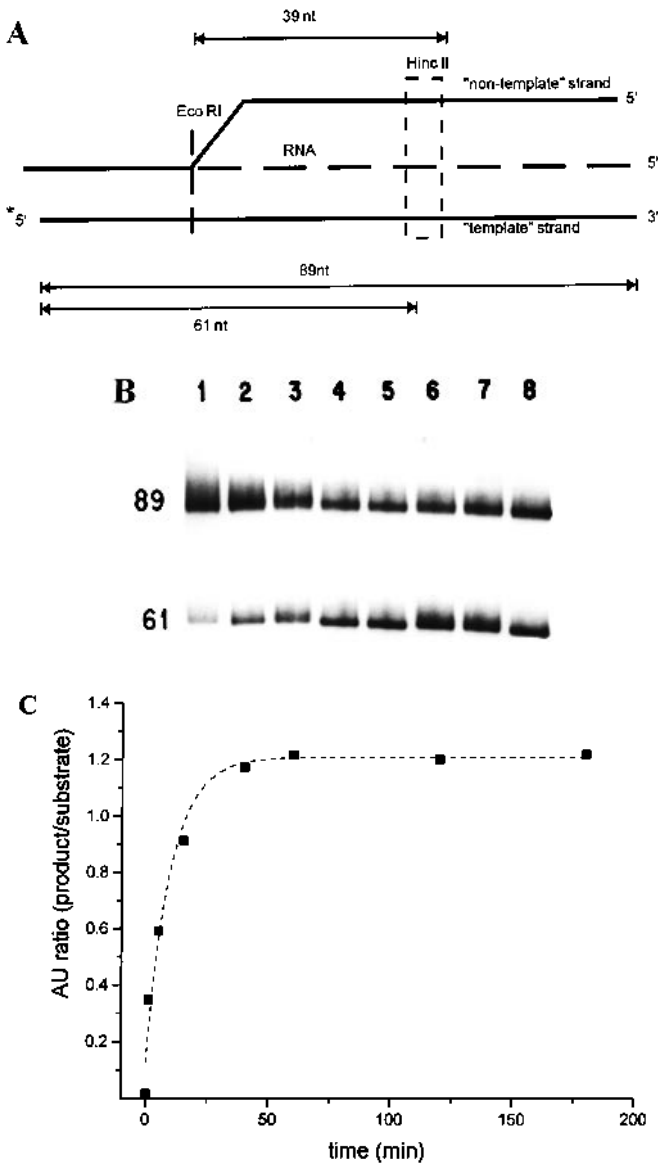 A
39 nt
Hinc II
"non-template" strand
5'
Eco RI
RNA
5'
* 5'
3'
"template" strand
89nt
61 nt
B
1 2 3 4 5 6 7 8
89
61
C
1.4
1.2
1.0
0.8
0.6
0.4
0.2
AU ratio (product/substrate)
0 50 100 150 200
time (min)